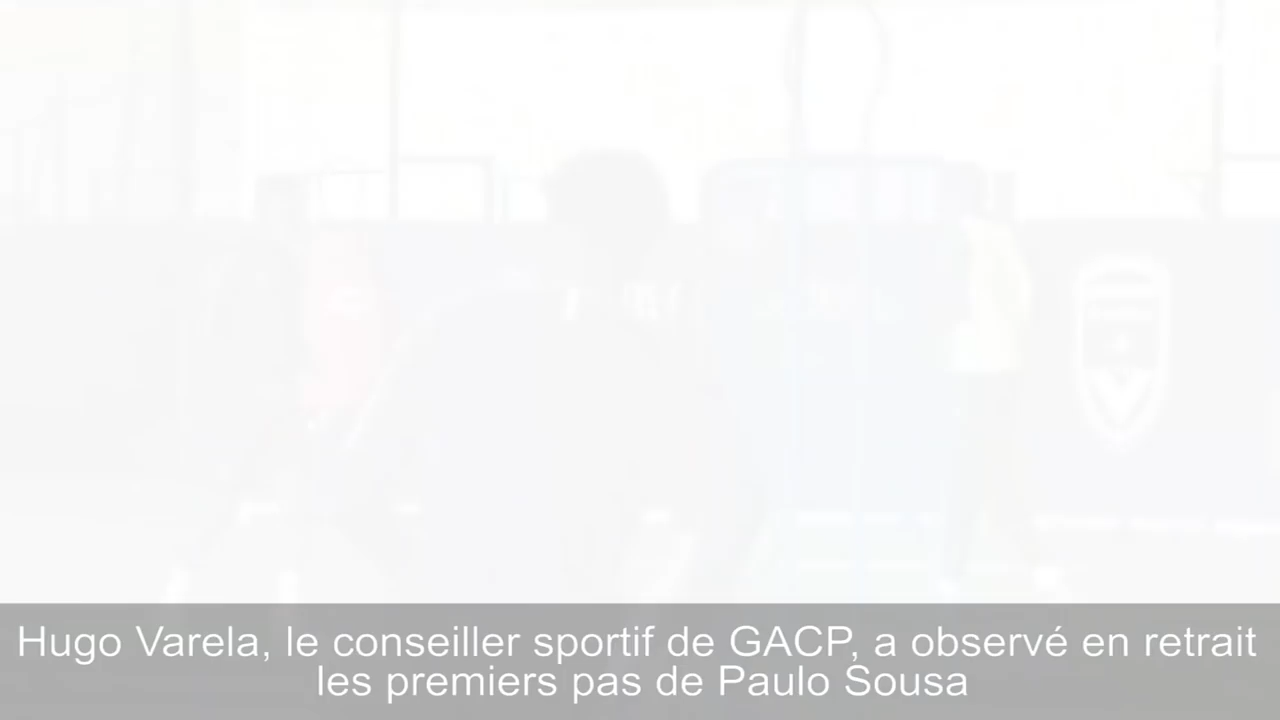 Hugo Varela, le conseiller sportif de GACP, a observé en retrait
les premiers pas de Paulo Sousa